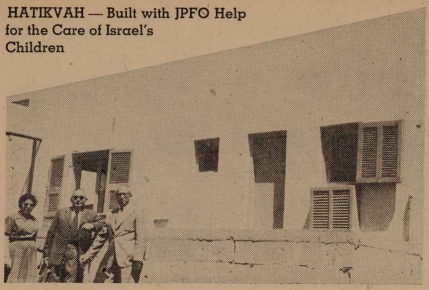 HATIKVAH — Built with JPFO Help
for the Care of Israel's
Children